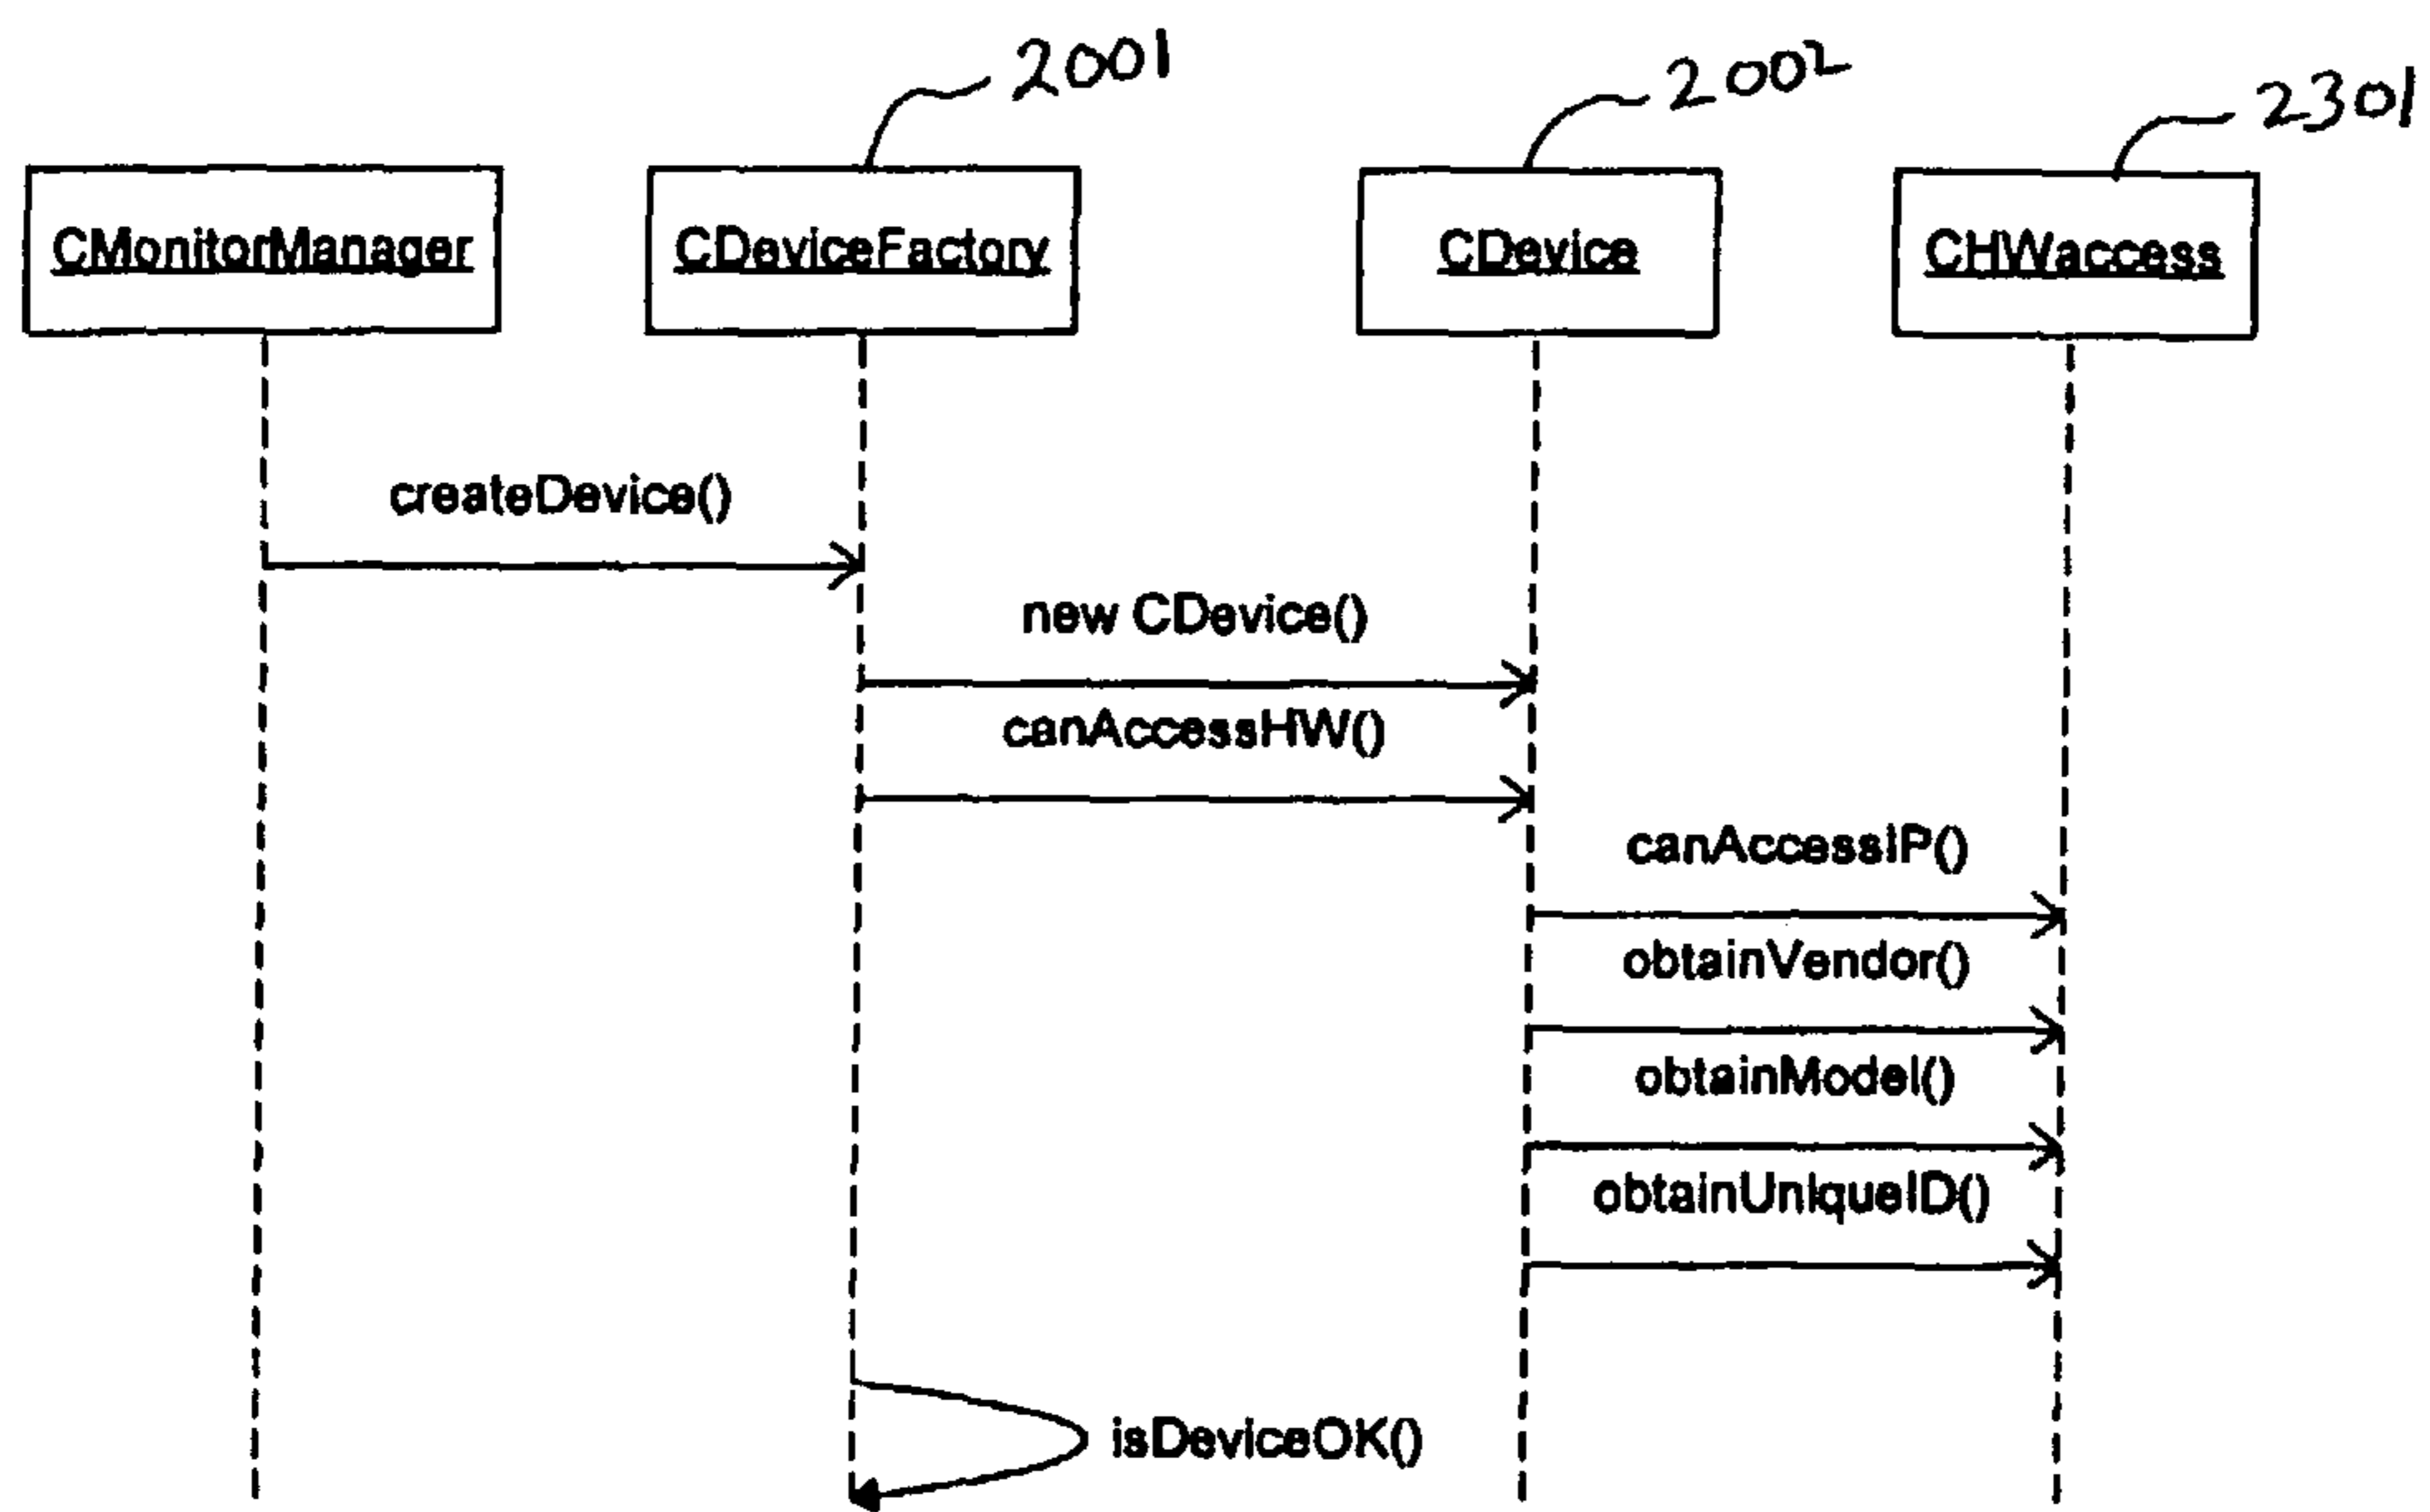 2001
2002
2301
CMonitorManager
CDeviceFactory
CDevice
CHWaccess
createDevice()
new CDevice()
canAccessHW()
canAccessIP()
obtainVendor()
obtainModel()
obtainUniqueID()
isDeviceOK()